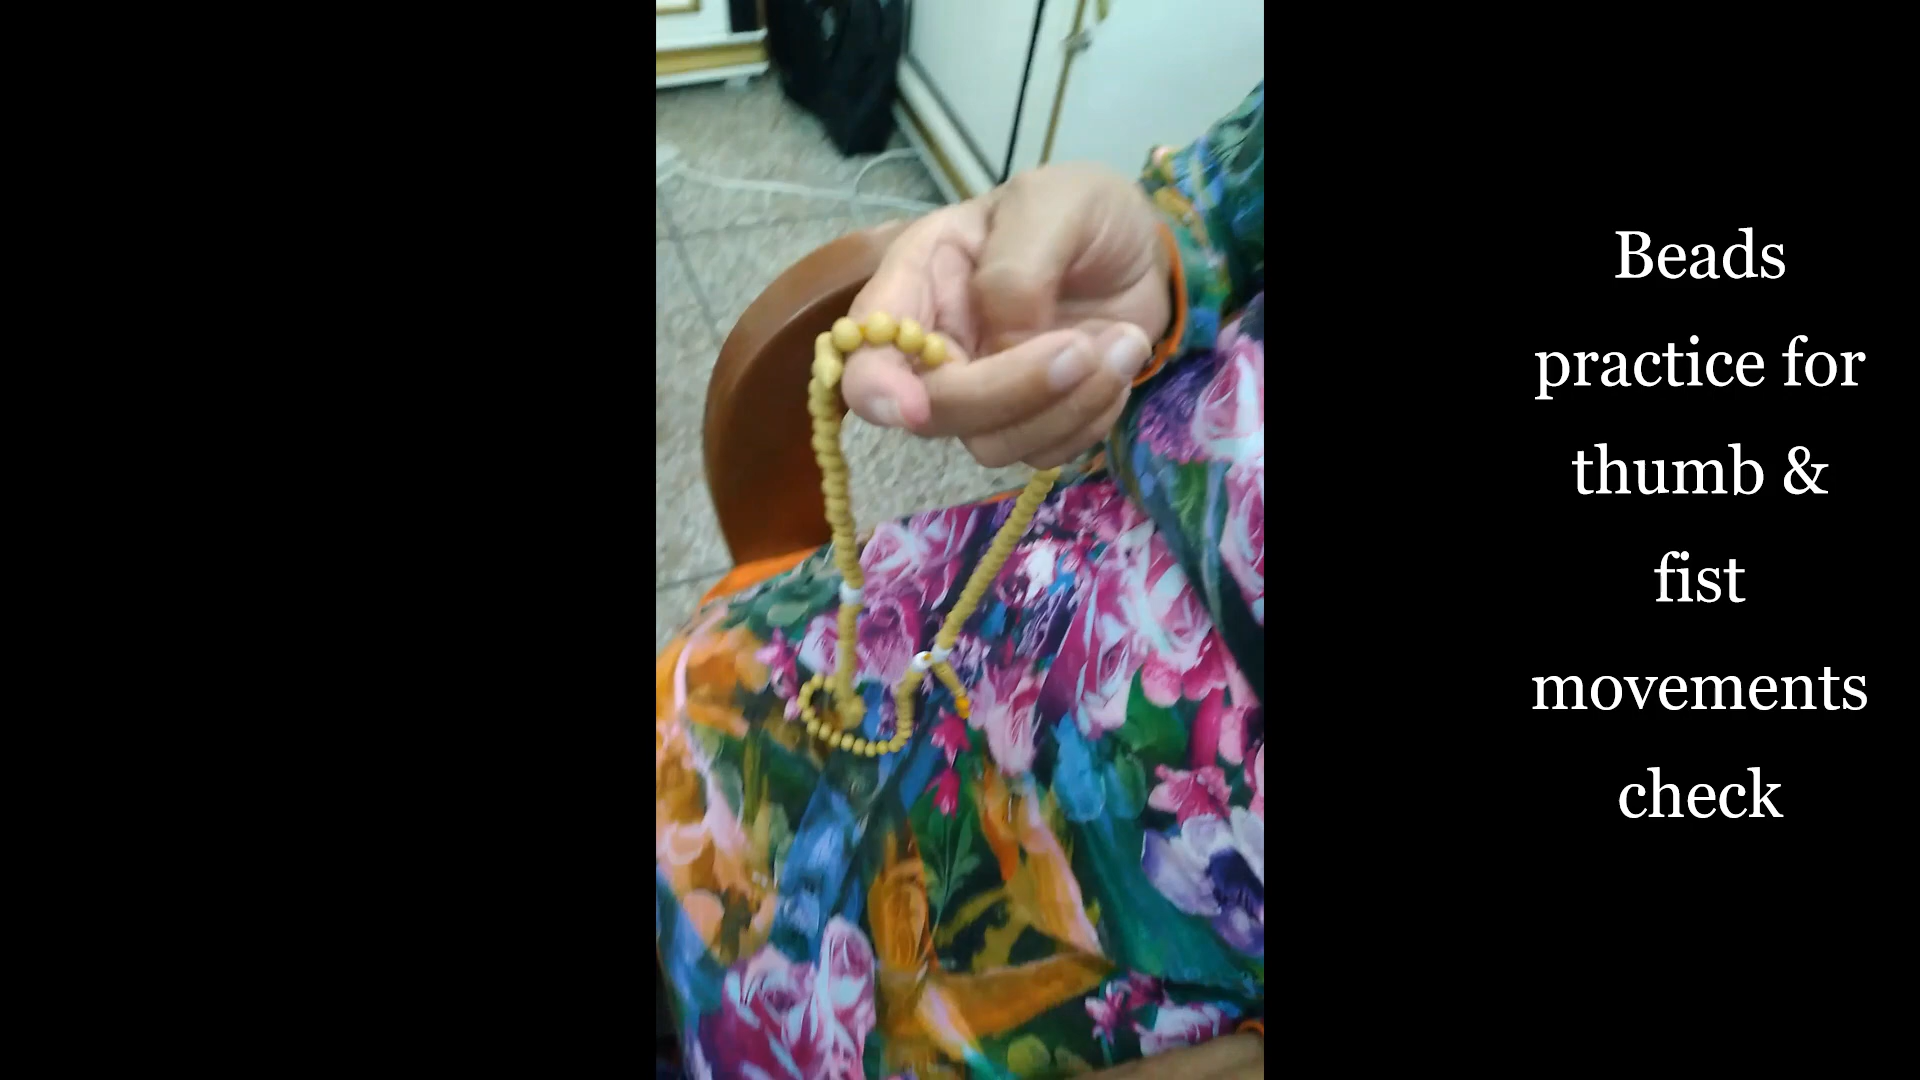 Beads
practice for
thumb &
fist
movements
check